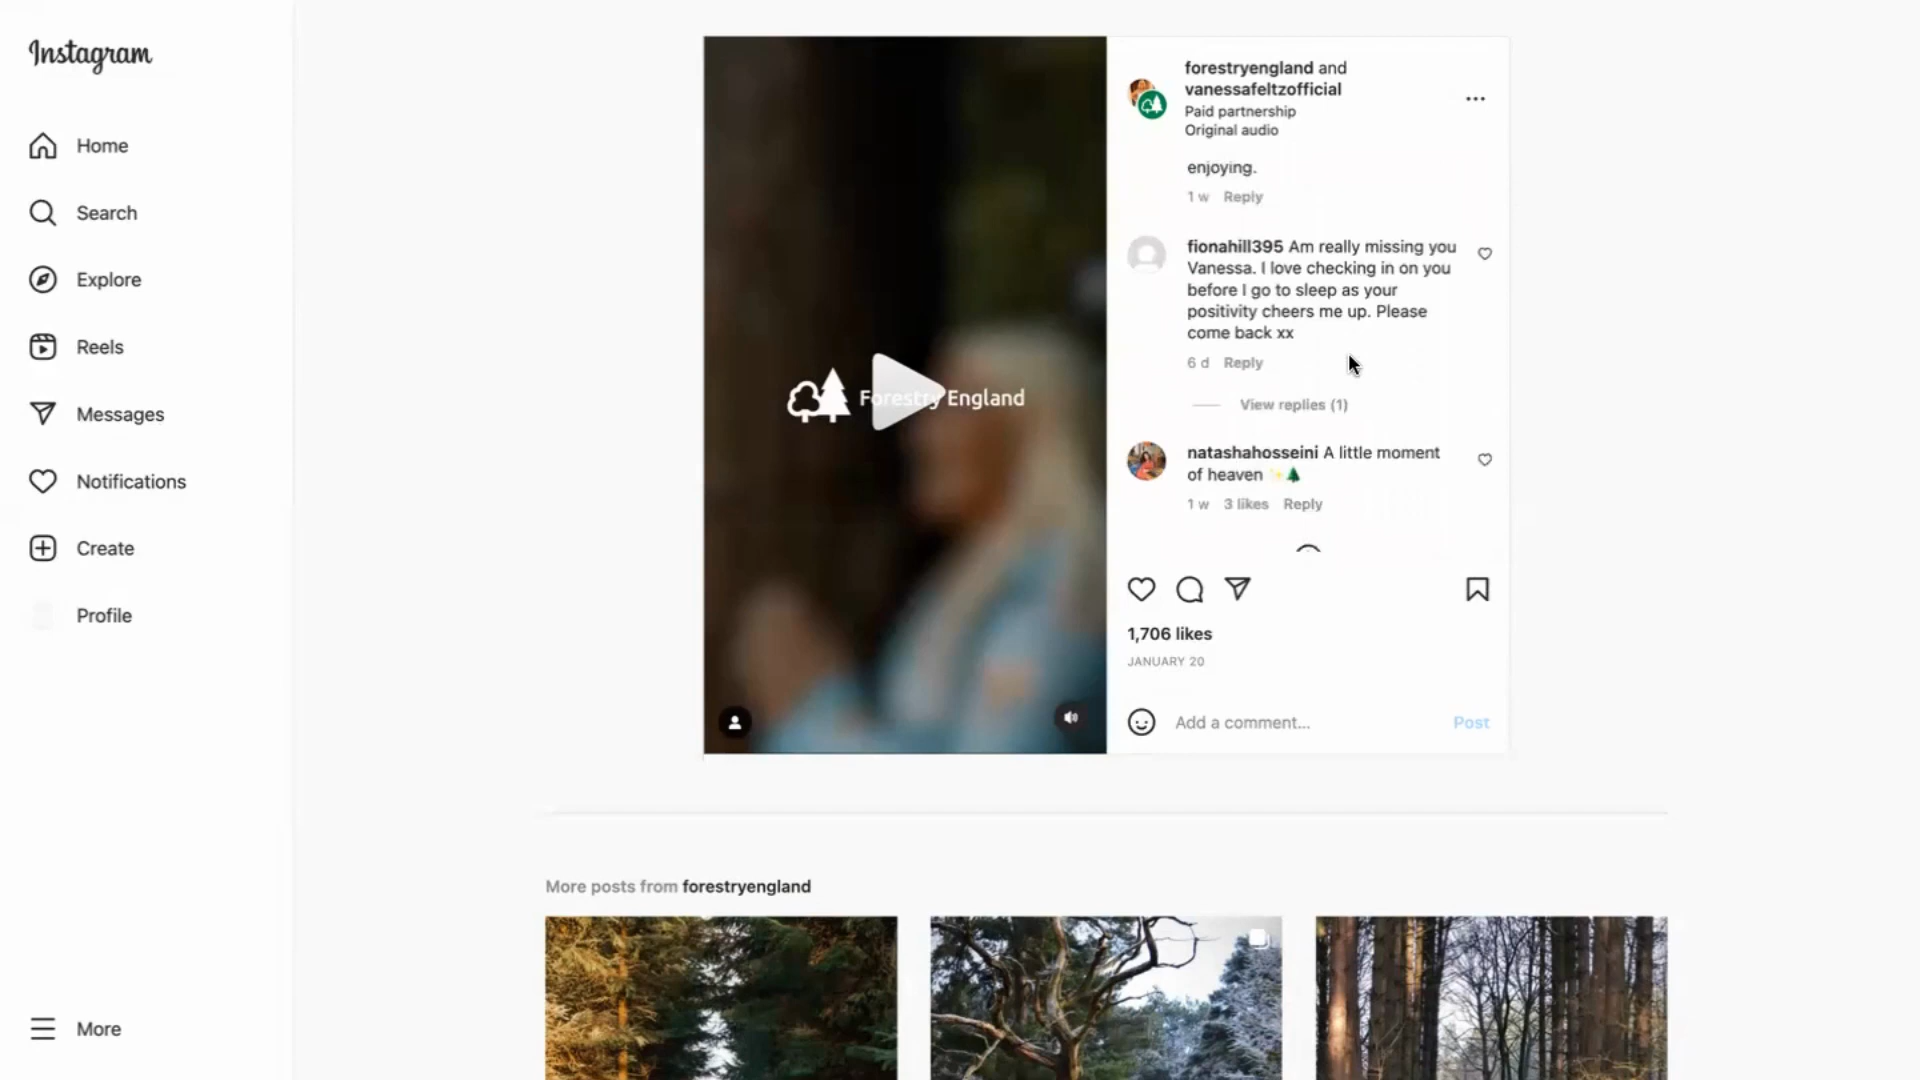 Instagram
Home
Search
Explore
Reels
Messages
Notifications
Create
Profile
More
Forestry England
forestryengland and
vanessafeltzofficial
Paid partnership
Original audio
enjoying.
1 w Reply
fionahill395 Am really missing you
Vanessa. I love checking in on you
before I go to sleep as your
positivity cheers me up. Please
come back xx
6 d Reply
View replies (1)
natashahosseini A little moment
of heaven ✨🌲
1 w 3 likes Reply
1,706 likes
JANUARY 20
Add a comment... Post
More posts from forestryengland